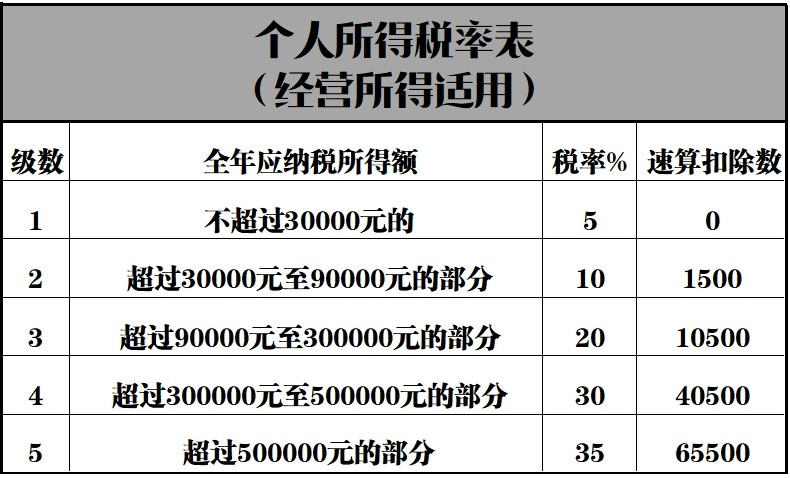 个人所得税率表
（经营所得适用）
级数 全年应纳税所得额 税率% 速算扣除数
1 不超过30000元的 5 0
2 超过30000元至90000元的部分 10 1500
3 超过90000元至300000元的部分 20 10500
4 超过300000元至500000元的部分 30 40500
5 超过500000元的部分 35 65500